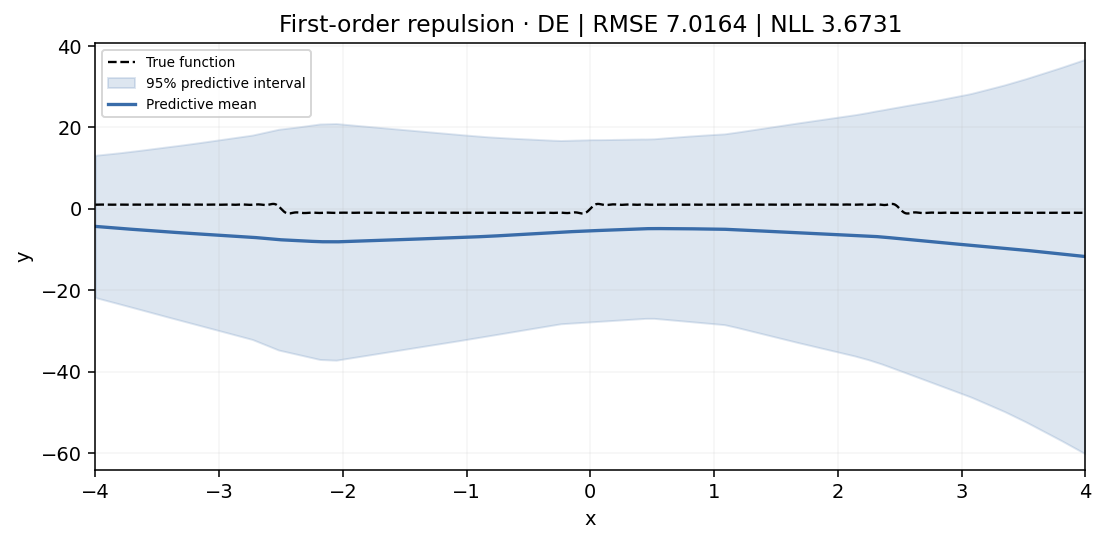 First-order repulsion · DE | RMSE 7.0164 | NLL 3.6731
True function
95% predictive interval
Predictive mean
y
40
20
0
−20
−40
−60
−4
−3
−2
−1
0
1
2
3
4
x